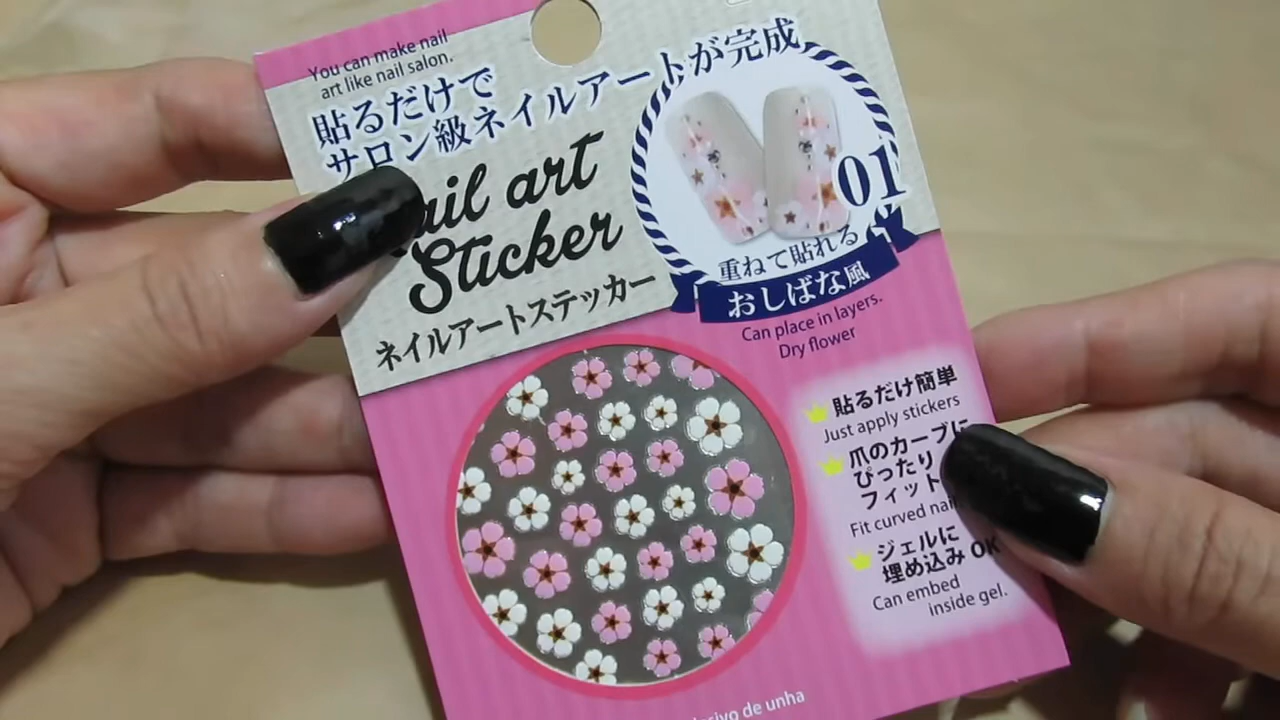 You can make nail
art like nail salon.
貼るだけで
サロン級ネイルアートが完成
ail art
Sticker
ネイルアートステッカー
01
重ねて貼れる
おしばな風
Can place in layers.
Dry flower
貼るだけ簡単
Just apply stickers
爪のカーブに
ぴったり
フィット
Fit curved nai
ジェルに
埋め込み OK
Can embed
inside gel.
de unha